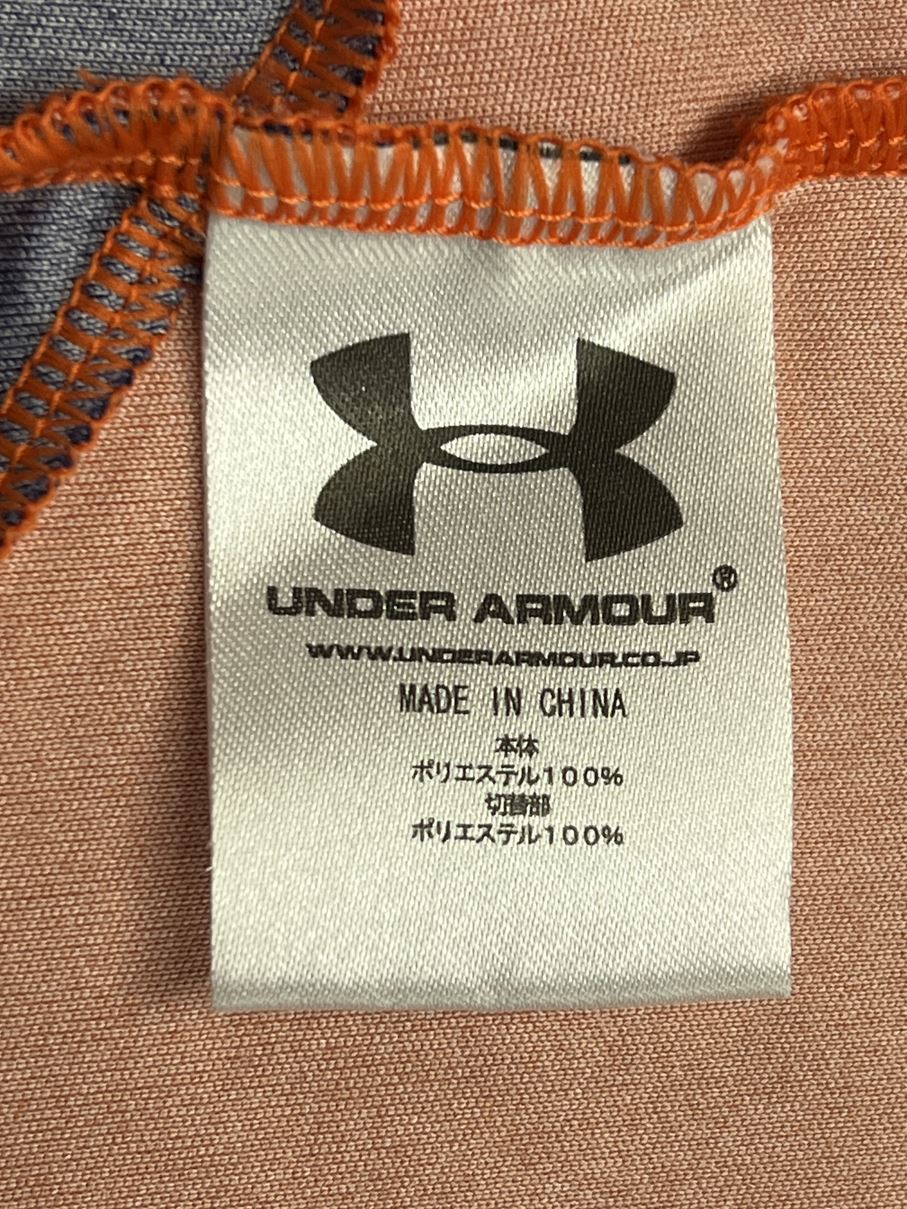 UNDER ARMOUR®
WWW.UNDERARMOUR.CO.JP
MADE IN CHINA
本体
ポリエステル100%
切替部
ポリエステル100%